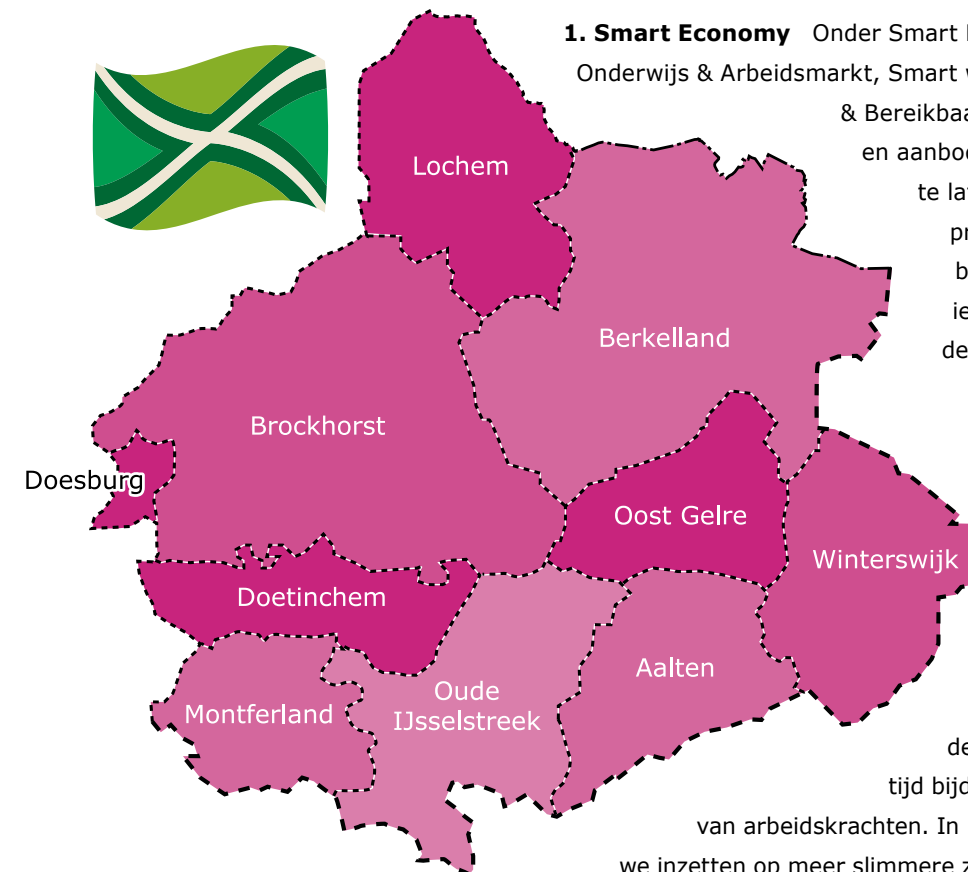 1. Smart Economy Onder Smart
Onderwijs & Arbeidsmarkt, Smart
& Bereikbaa
en aanboo
te la
pr
b
ie
de
Lochem
Berkelland
Brockhorst
Doesburg
Oost Gelre
Winterswijk
Doetinchem
Aalten
Oude
IJsselstreek
Montferland
de
tijd bijd
van arbeidskrachten. In
we inzetten op meer slimmere z